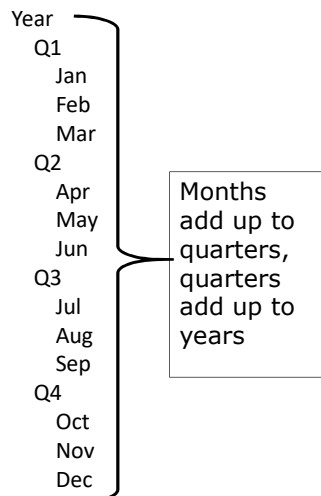 Year
Q1
Jan
Feb
Mar
Q2
Apr
May
Jun
Q3
Jul
Aug
Sep
Q4
Oct
Nov
Dec
Months
add up to
quarters,
quarters
add up to
years